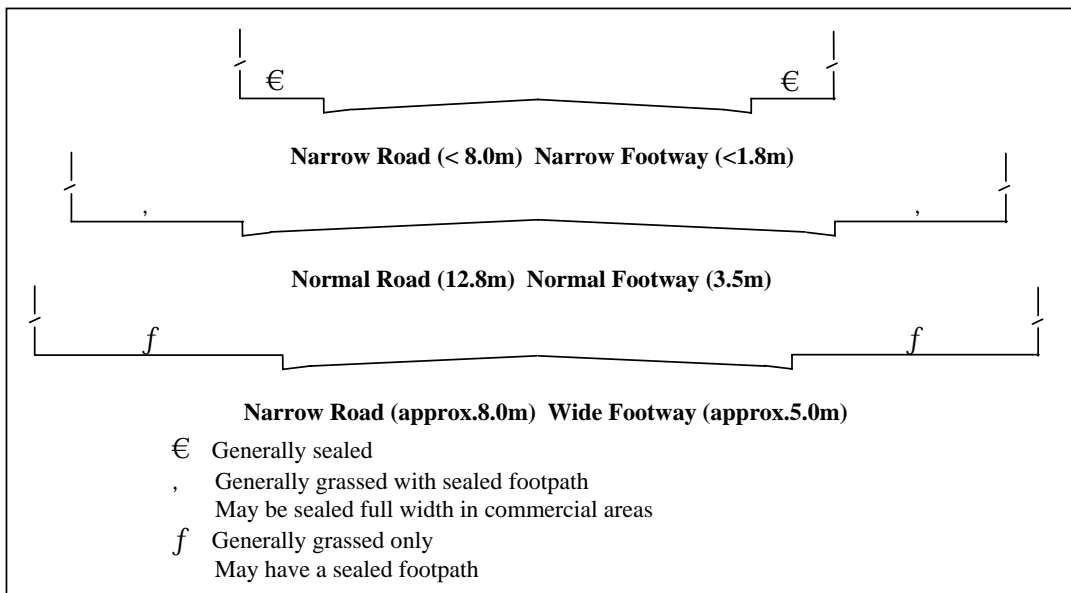 € €
Narrow Road (< 8.0m) Narrow Footway (<1.8m)
, ,
Normal Road (12.8m) Normal Footway (3.5m)
ƒ ƒ
Narrow Road (approx.8.0m) Wide Footway (approx.5.0m)
€ Generally sealed
, Generally grassed with sealed footpath
May be sealed full width in commercial areas
ƒ Generally grassed only
May have a sealed footpath